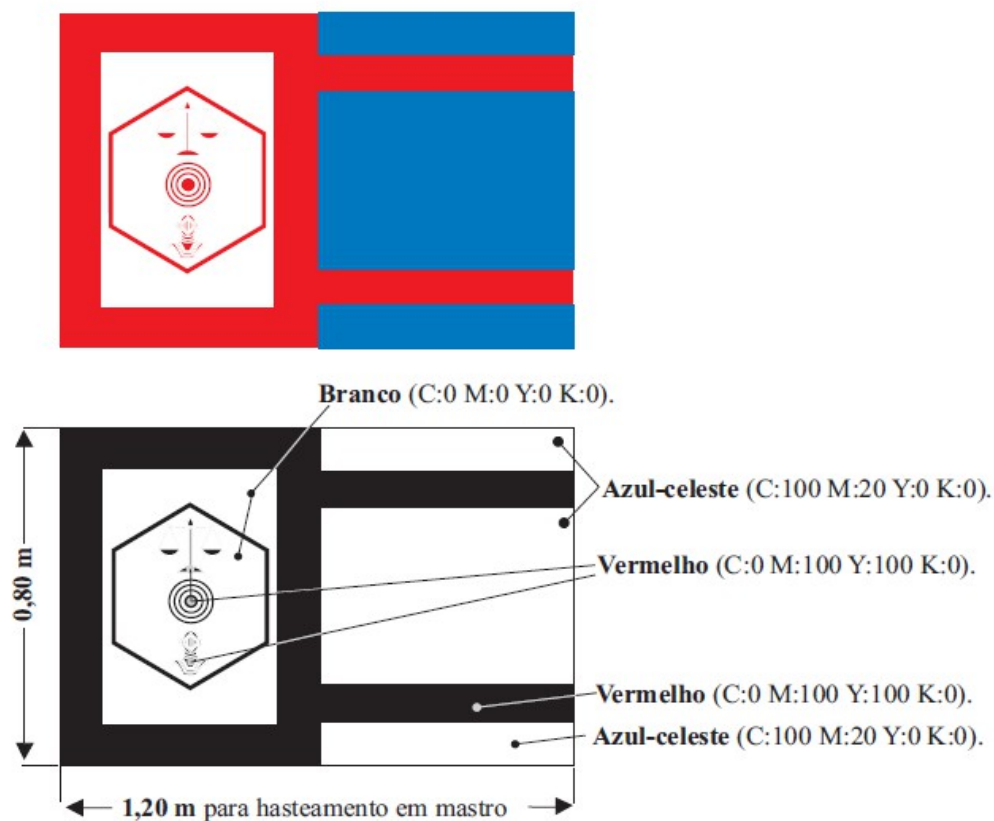 Branco (C:0 M:0 Y:0 K:0).
Azul-celeste (C:100 M:20 Y:0 K:0).
Vermelho (C:0 M:100 Y:100 K:0).
0,80 m
Vermelho (C:0 M:100 Y:100 K:0).
Azul-celeste (C:100 M:20 Y:0 K:0).
1,20 m para hasteamento em mastro